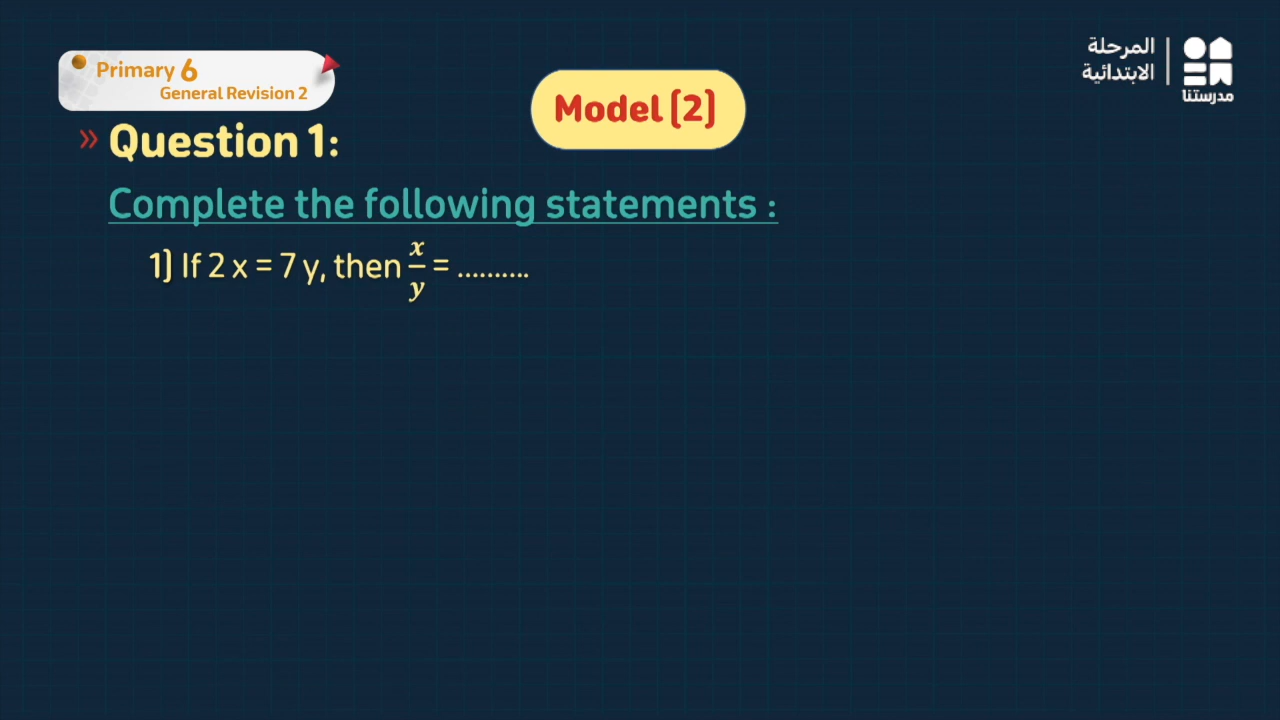 Primary 6
General Revision 2
المرحلة
الابتدائية
مدرستنا
Model (2)
Question 1:
Complete the following statements :
1) If 2 x = 7 y, then x/y = ..........